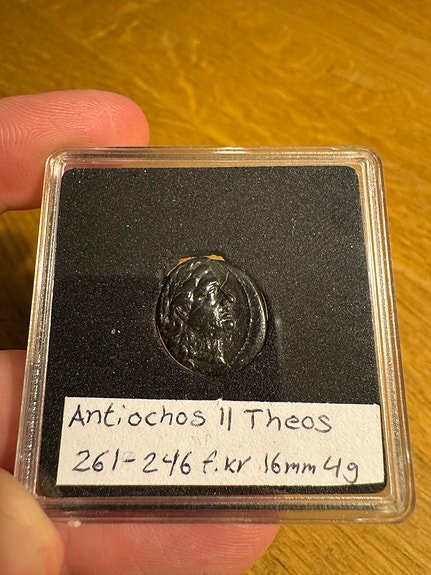 Antiochos II Theos
261-246 f.kr 16mm 4g